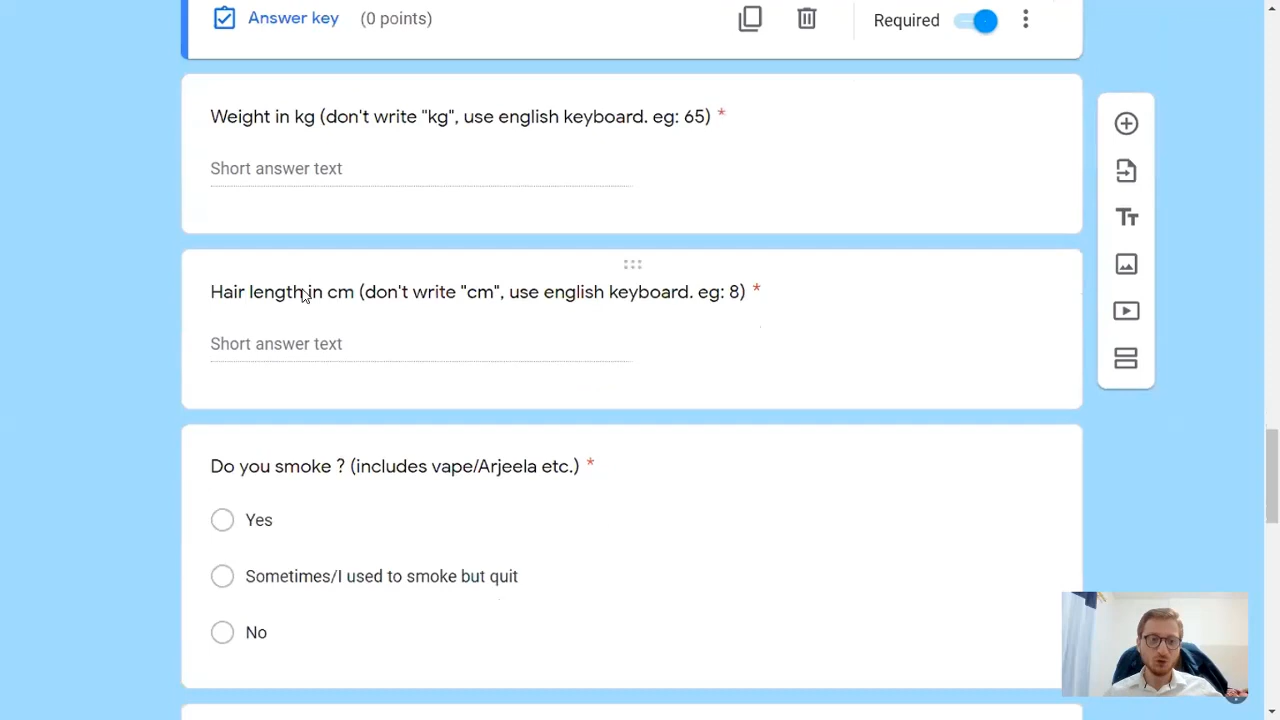 Answer key (0 points) Required
Weight in kg (don't write "kg", use english keyboard. eg: 65) *
Short answer text
Hair length in cm (don't write "cm", use english keyboard. eg: 8) *
Short answer text
Do you smoke ? (includes vape/Arjeela etc.) *
Yes
Sometimes/I used to smoke but quit
No